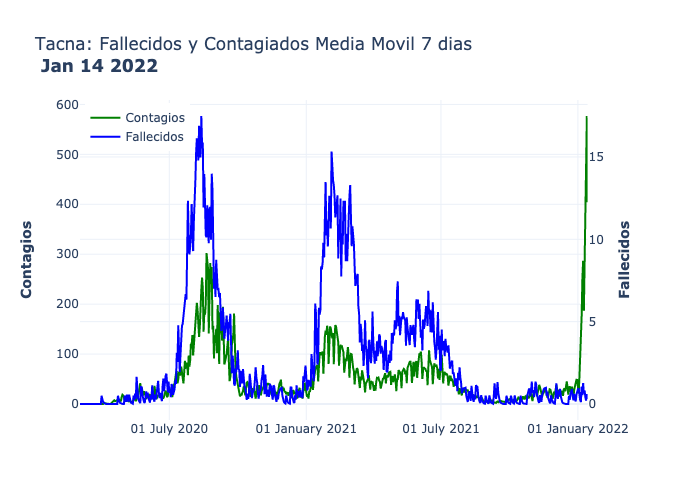 Tacna: Fallecidos y Contagiados Media Movil 7 dias
Jan 14 2022
Contagios
Fallecidos
600
500
400
300
200
100
0
15
10
5
0
Contagios
Fallecidos
01 July 2020
01 January 2021
01 July 2021
01 January 2022